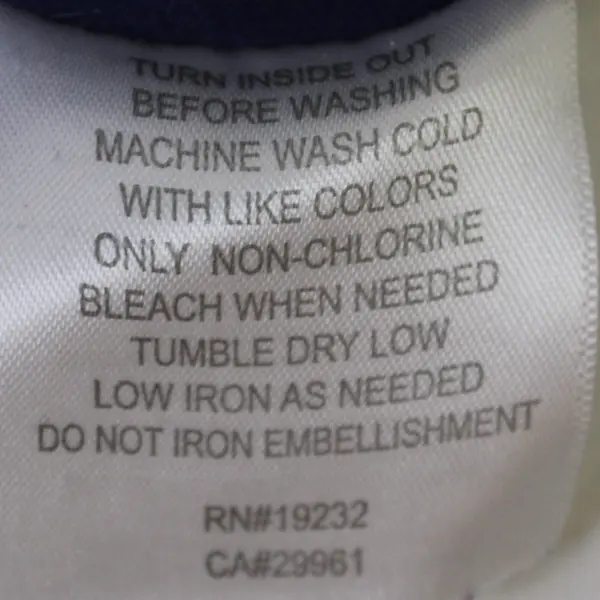 TURN INSIDE OUT
BEFORE WASHING
MACHINE WASH COLD
WITH LIKE COLORS
ONLY NON-CHLORINE
BLEACH WHEN NEEDED
TUMBLE DRY LOW
LOW IRON AS NEEDED
DO NOT IRON EMBELLISHMENT
RN#19232
CA#29961